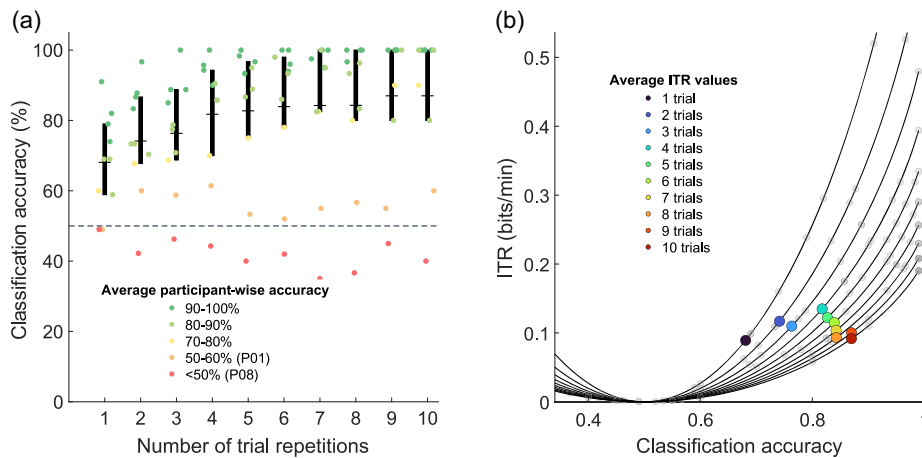 (a)
Classification accuracy (%)
100
80
60
40
20
0
Average participant-wise accuracy
90-100%
80-90%
70-80%
50-60% (P01)
<50% (P08)
1 2 3 4 5 6 7 8 9 10
Number of trial repetitions
(b)
ITR (bits/min)
0.5
0.4
0.3
0.2
0.1
0
Average ITR values
1 trial
2 trials
3 trials
4 trials
5 trials
6 trials
7 trials
8 trials
9 trials
10 trials
0.4 0.6 0.8
Classification accuracy